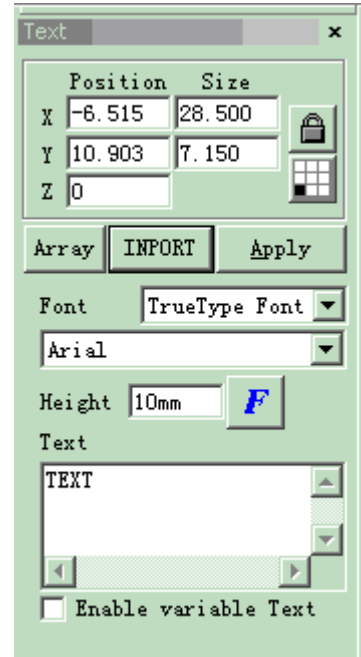 Text ×
Position Size
X -6.515 28.500
Y 10.903 7.150
Z 0
Array INPORT Apply
Font TrueType Font
Arial
Height 10mm F
Text
TEXT
Enable variable Text